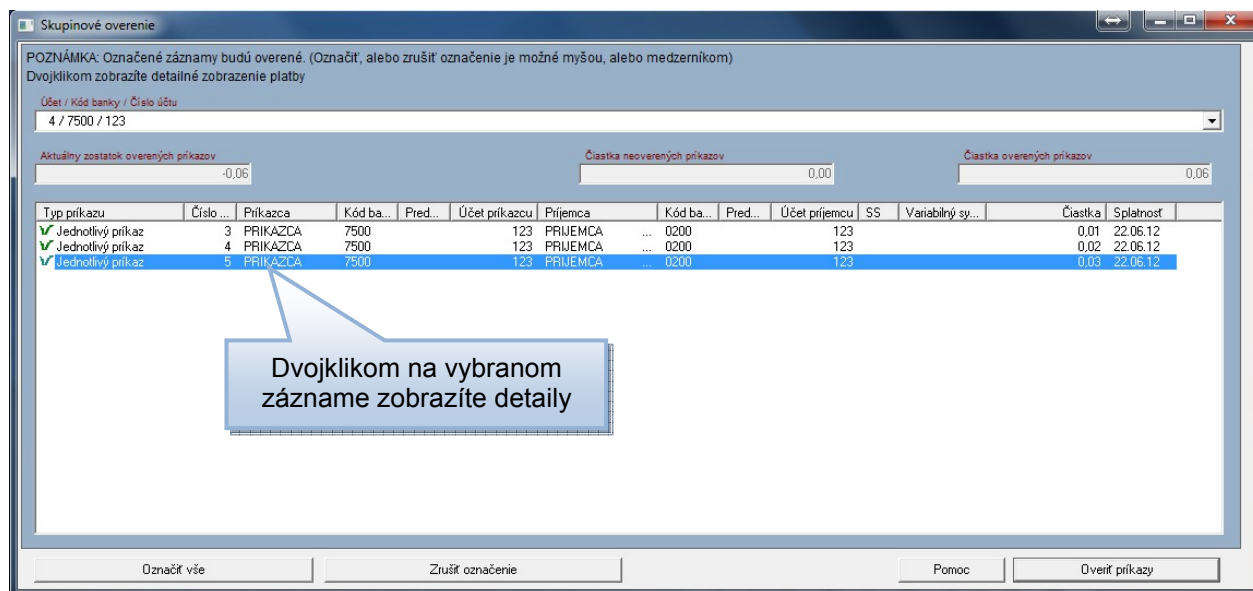 Skupinové overenie
POZNÁMKA: Označené záznamy budú overené. (Označiť, alebo zrušiť označenie je možné myšou, alebo medzerníkom)
Dvojklikom zobrazíte detailné zobrazenie platby
Účet / Kód banky / Číslo účtu
4 / 7500 / 123
Aktuálny zostatok overených príkazov Čiastka neoverených príkazov Čiastka overených príkazov
-0,06 0,00 0,06
Typ príkazu Číslo ... Príkazca Kód ba... Pred... Účet príkazcu Príjemca Kód ba... Pred... Účet príjemcu SS Variabilný sy... Čiastka Splatnosť
Jednotlivý príkaz 3 PRIKAZCA 7500 123 PRIJEMCA ... 0200 123 0,01 22.06.12
Jednotlivý príkaz 4 PRIKAZCA 7500 123 PRIJEMCA ... 0200 123 0,02 22.06.12
Jednotlivý príkaz 5 PRIKAZCA 7500 123 PRIJEMCA ... 0200 123 0,03 22.06.12
Dvojklikom na vybranom
zázname zobrazíte detaily
Označiť vše Zrušiť označenie Pomoc Overiť príkazy